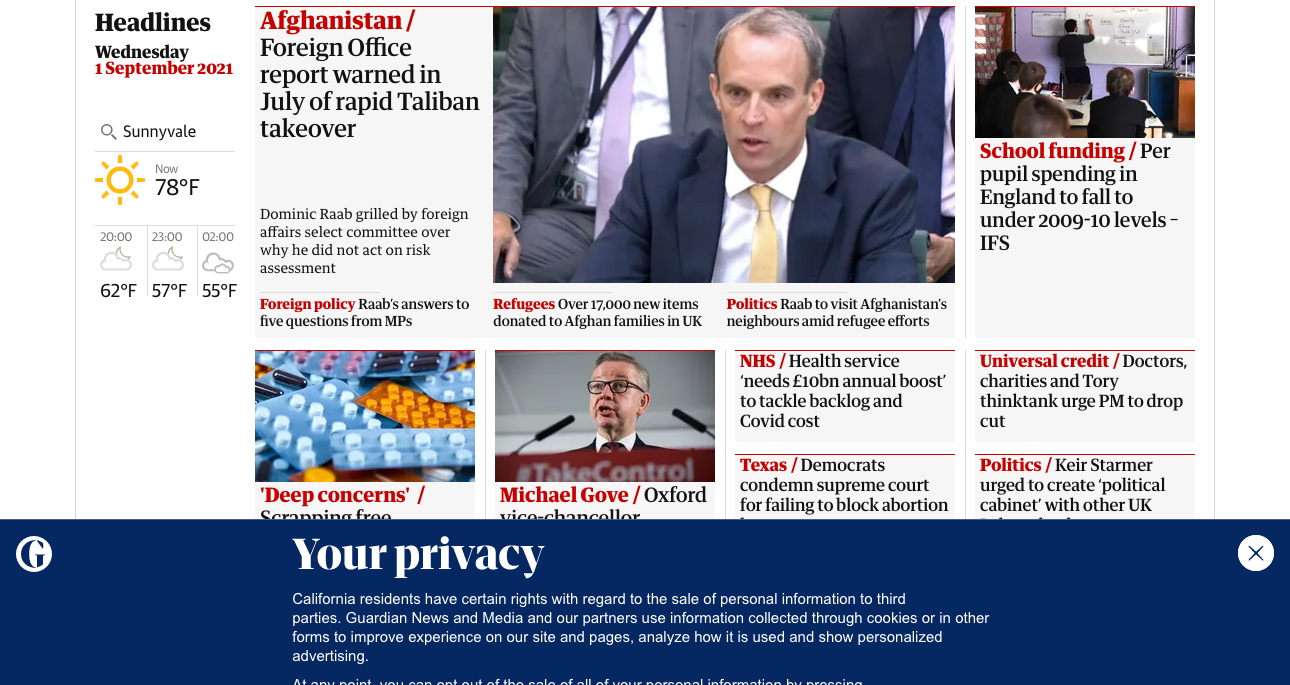 Headlines
Wednesday
1 September 2021
Sunnyvale
Now
78°F
20:00
62°F
23:00
57°F
02:00
55°F
Afghanistan /
Foreign Office
report warned in
July of rapid Taliban
takeover
Dominic Raab grilled by foreign
affairs select committee over
why he did not act on risk
assessment
Foreign policy Raab's answers to
five questions from MPs
Refugees Over 17,000 new items
donated to Afghan families in UK
Politics Raab to visit Afghanistan's
neighbours amid refugee efforts
School funding / Per
pupil spending in
England to fall to
under 2009-10 levels –
IFS
'Deep concerns' /
Scrapping free
#TakeControl
Michael Gove / Oxford
vice-chancellor
NHS / Health service
‘needs £10bn annual boost’
to tackle backlog and
Covid cost
Universal credit / Doctors,
charities and Tory
thinktank urge PM to drop
cut
Texas / Democrats
condemn supreme court
for failing to block abortion
Politics / Keir Starmer
urged to create ‘political
cabinet’ with other UK
Your privacy
California residents have certain rights with regard to the sale of personal information to third
parties. Guardian News and Media and our partners use information collected through cookies or in other
forms to improve experience on our site and pages, analyze how it is used and show personalized
advertising.
At any point, you can opt out of the sale of all of your personal information by pressing